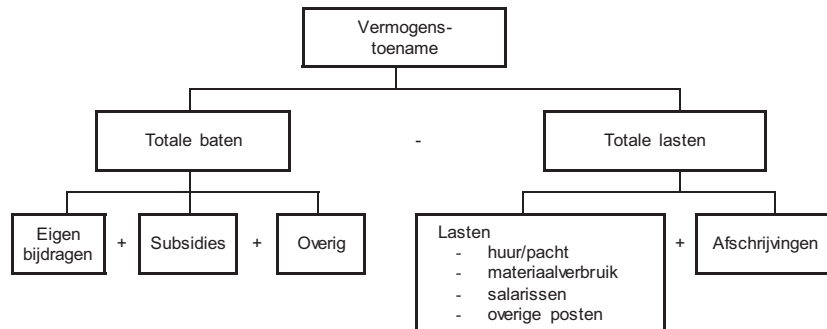 Vermogens-
toename
Totale baten
-
Totale lasten
Eigen
bijdragen
+
Subsidies
+
Overig
Lasten
- huur/pacht
- materiaalverbruik
- salarissen
- overige posten
+
Afschrijvingen